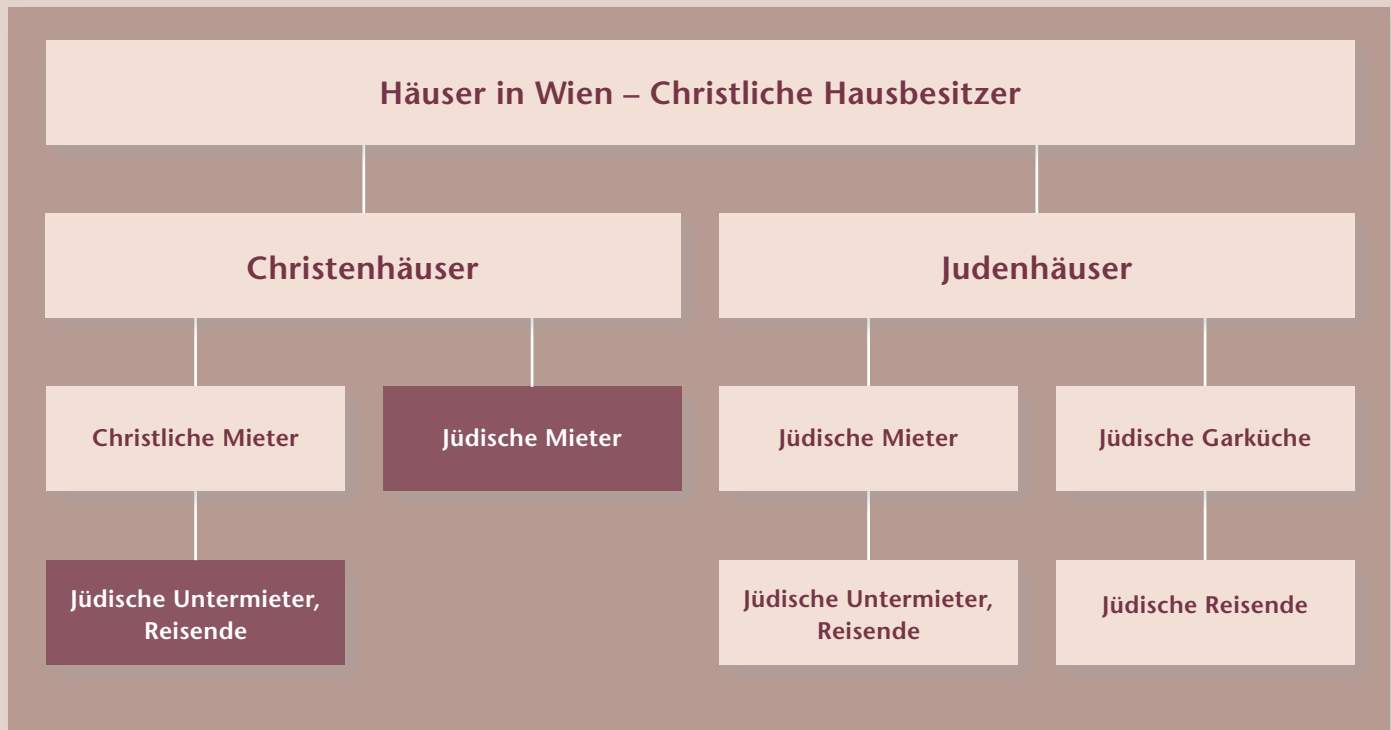 Häuser in Wien – Christliche Hausbesitzer
Christenhäuser
Judenhäuser
Christliche Mieter
Jüdische Mieter
Jüdische Mieter
Jüdische Garküche
Jüdische Untermieter,
Reisende
Jüdische Untermieter,
Reisende
Jüdische Reisende